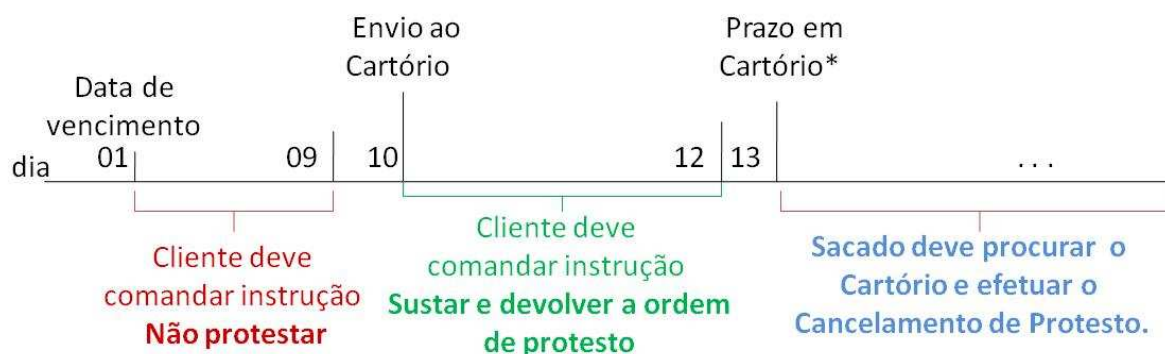 Envio ao
Cartório
Prazo em
Cartório*
Data de
vencimento
dia 01 09 10 12 13 ...
Cliente deve
comandar instrução
Não protestar
Cliente deve
comandar instrução
Sustar e devolver a ordem
de protesto
Sacado deve procurar o
Cartório e efetuar o
Cancelamento de Protesto.